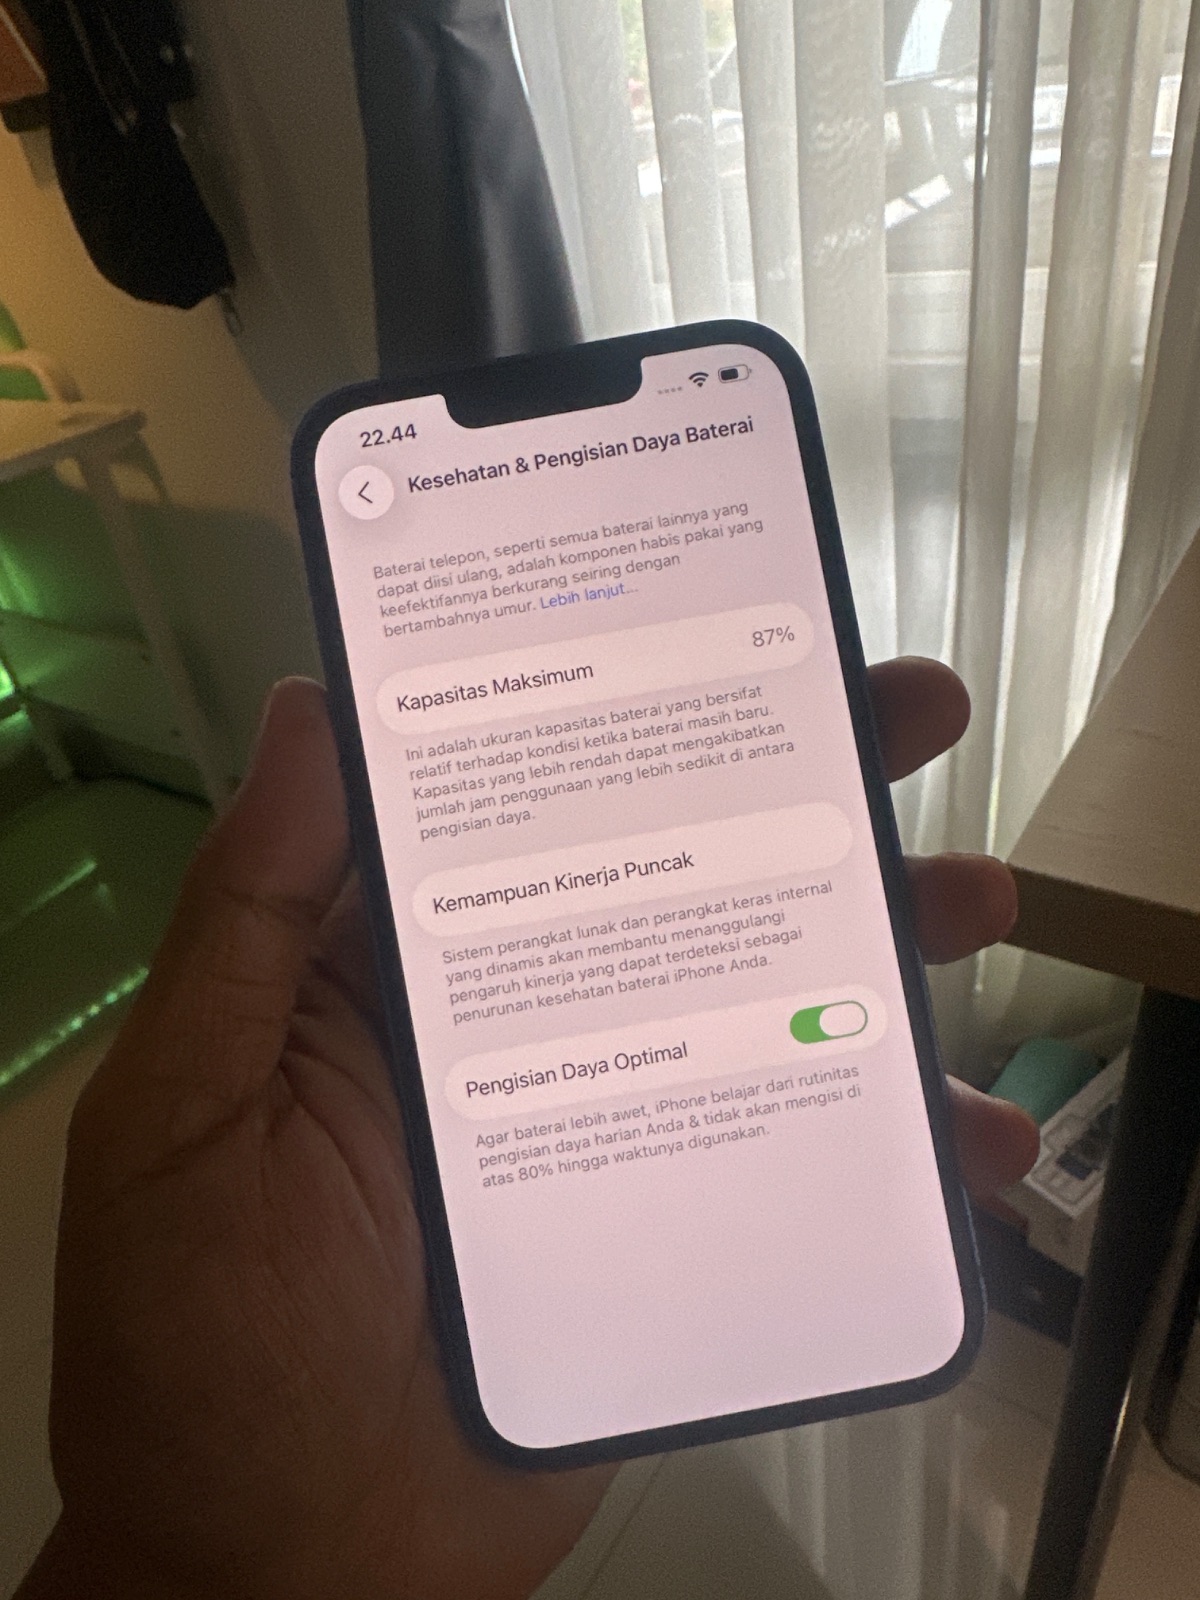 22.44
Kesehatan & Pengisian Daya Baterai
Baterai telepon, seperti semua baterai lainnya yang
dapat diisi ulang, adalah komponen habis pakai yang
keefektifannya berkurang seiring dengan
bertambahnya umur. Lebih lanjut...
Kapasitas Maksimum 87%
Ini adalah ukuran kapasitas baterai yang bersifat
relatif terhadap kondisi ketika baterai masih baru.
Kapasitas yang lebih rendah dapat mengakibatkan
jumlah jam penggunaan yang lebih sedikit di antara
pengisian daya.
Kemampuan Kinerja Puncak
Sistem perangkat lunak dan perangkat keras internal
yang dinamis akan membantu menanggulangi
pengaruh kinerja yang dapat terdeteksi sebagai
penurunan kesehatan baterai iPhone Anda.
Pengisian Daya Optimal
Agar baterai lebih awet, iPhone belajar dari rutinitas
pengisian daya harian Anda & tidak akan mengisi di
atas 80% hingga waktunya digunakan.